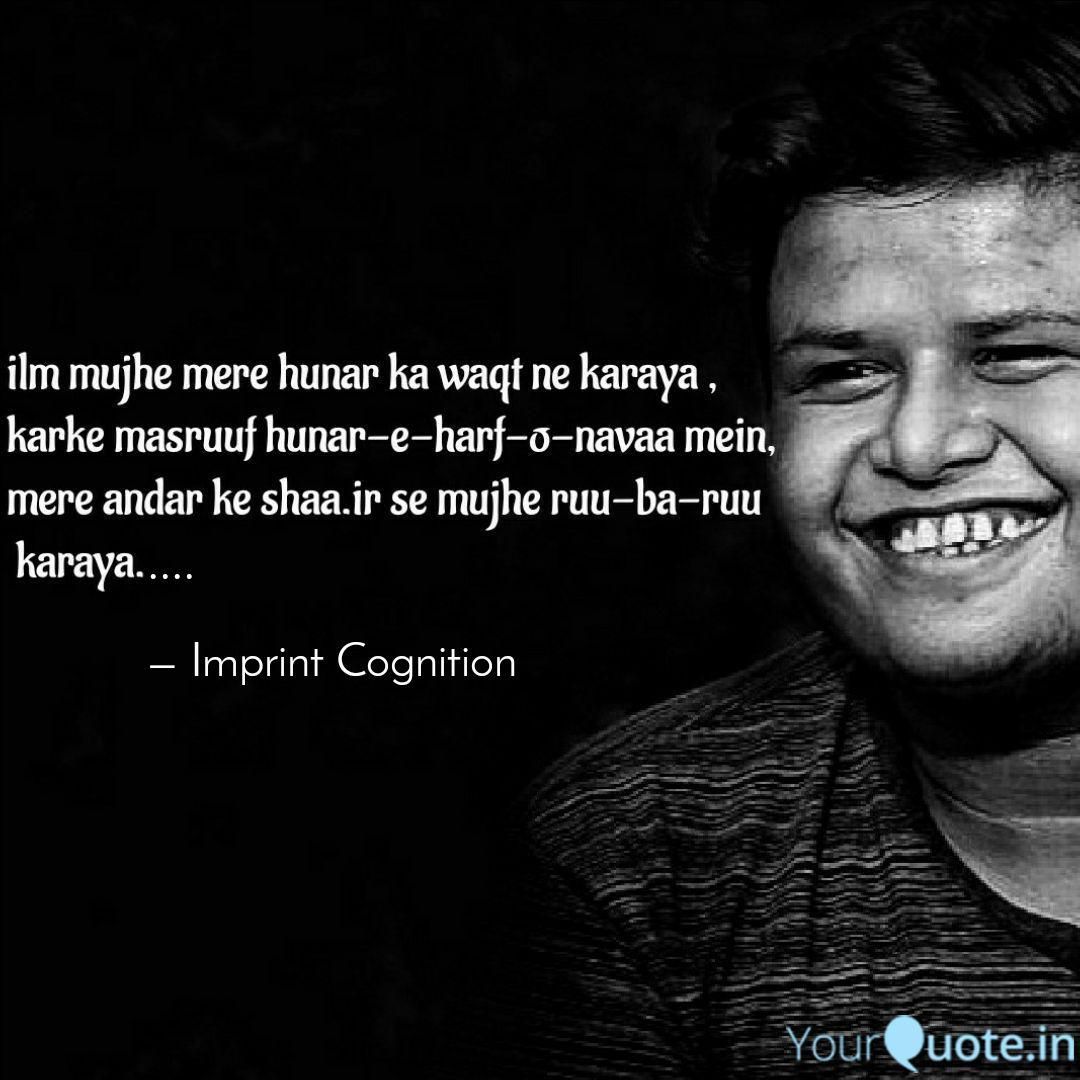 ilm mujhe mere hunar ka waqt ne karaya ,
karke masruuf hunar-e-harf-o-navaa mein,
mere andar ke shaa.ir se mujhe ruu-ba-ruu
karaya.....
– Imprint Cognition
YourQuote.in